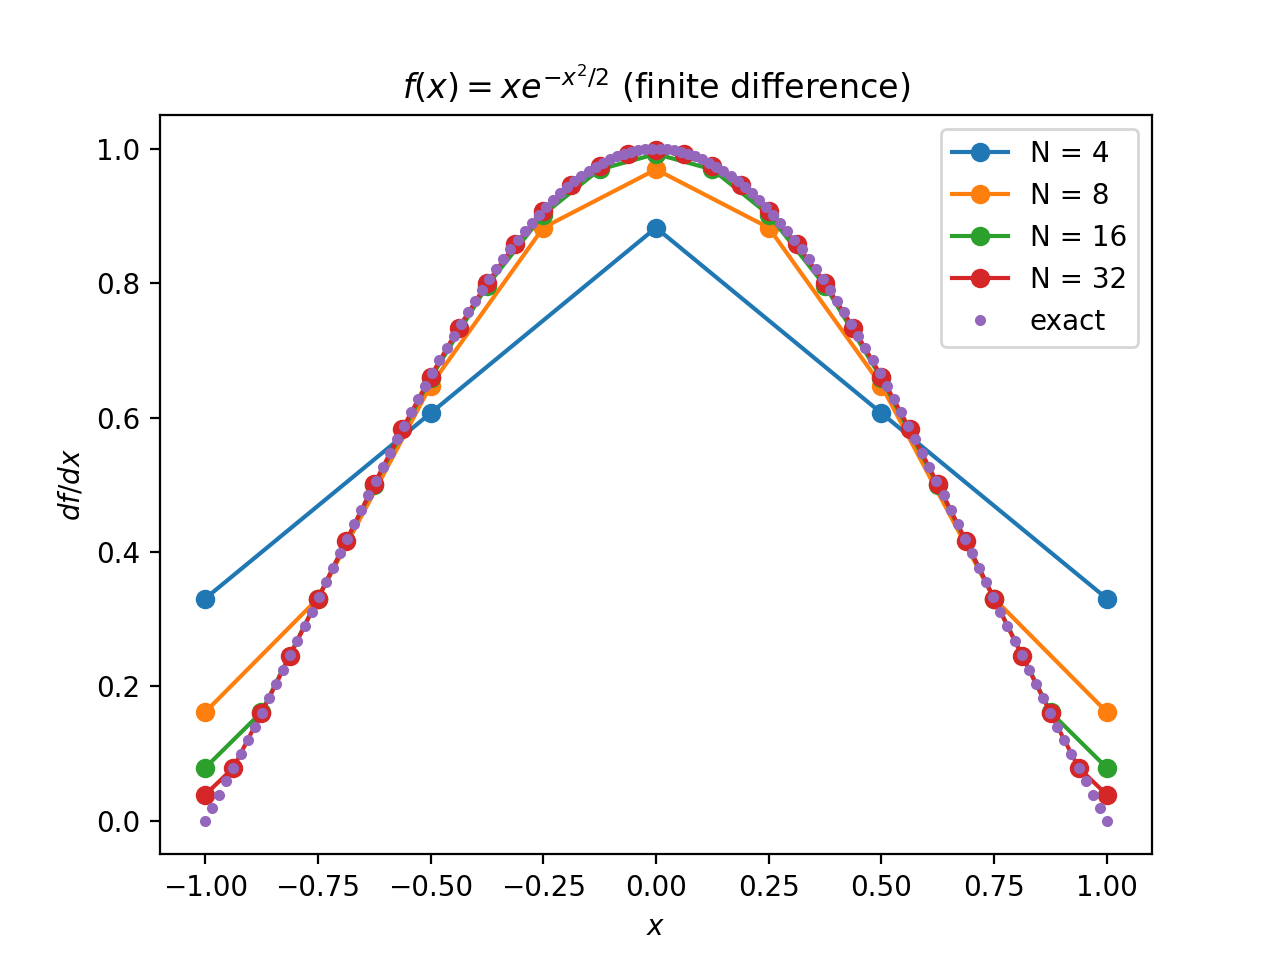 f(x) = xe^{−x²/2} (finite difference)
N = 4
N = 8
N = 16
N = 32
exact
df/dx
1.0
0.8
0.6
0.4
0.2
0.0
−1.00 −0.75 −0.50 −0.25 0.00 0.25 0.50 0.75 1.00
x